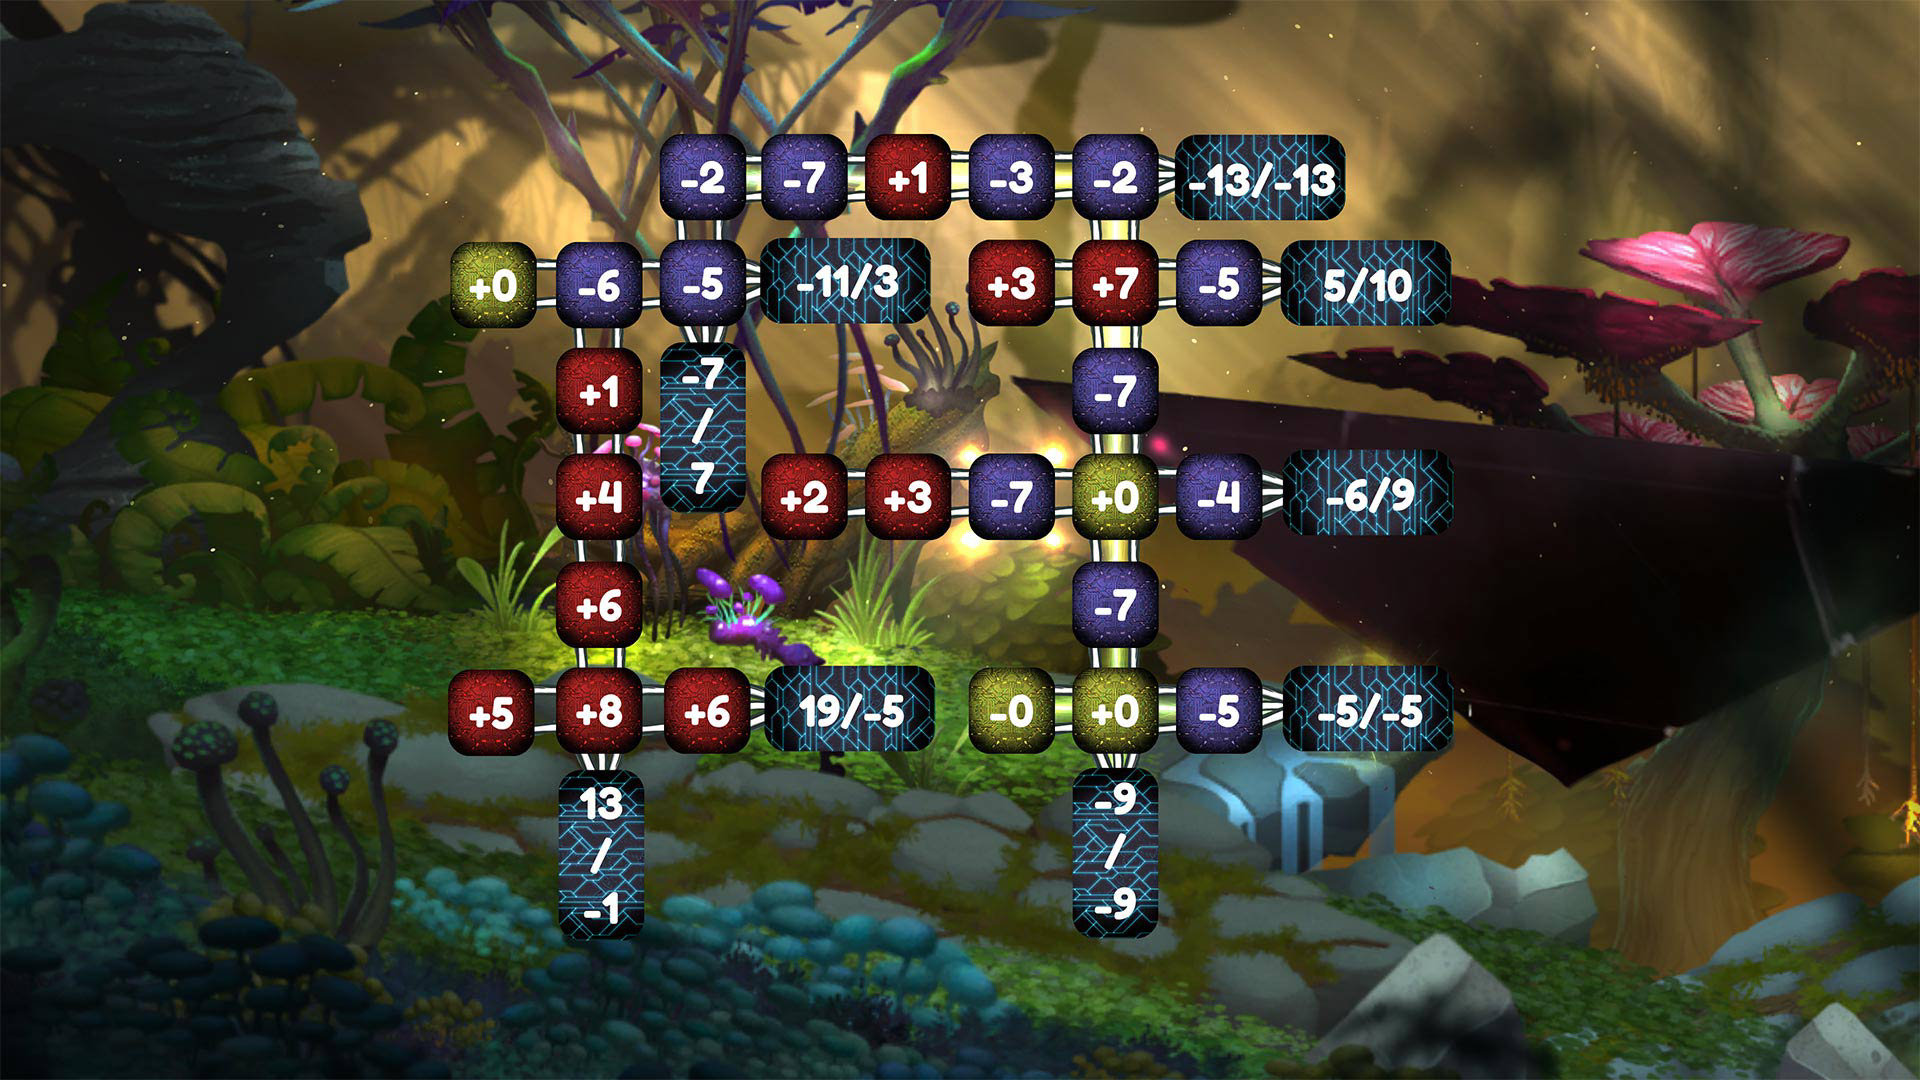 -2 -7 +1 -3 -2 -13/-13
+0 -6 -5 -11/3 +3 +7 -5 5/10
+1 -7 / 7 -7
+4 +2 +3 -7 +0 -4 -6/9
+6 -7
+5 +8 +6 19/-5 -0 +0 -5 -5/-5
13 / -1 -9 / -9